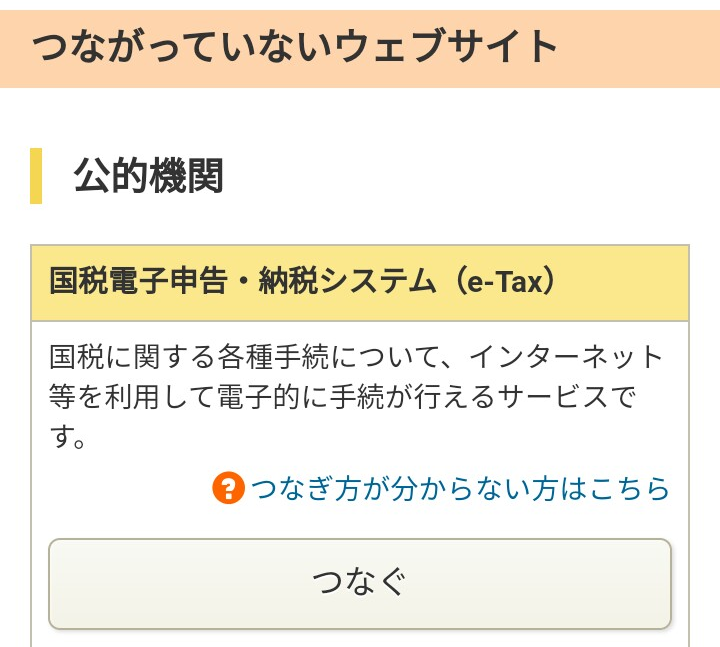 つながっていないウェブサイト
公的機関
国税電子申告・納税システム（e-Tax）
国税に関する各種手続について、インターネット
等を利用して電子的に手続が行えるサービスで
す。
?つなぎ方が分からない方はこちら
つなぐ